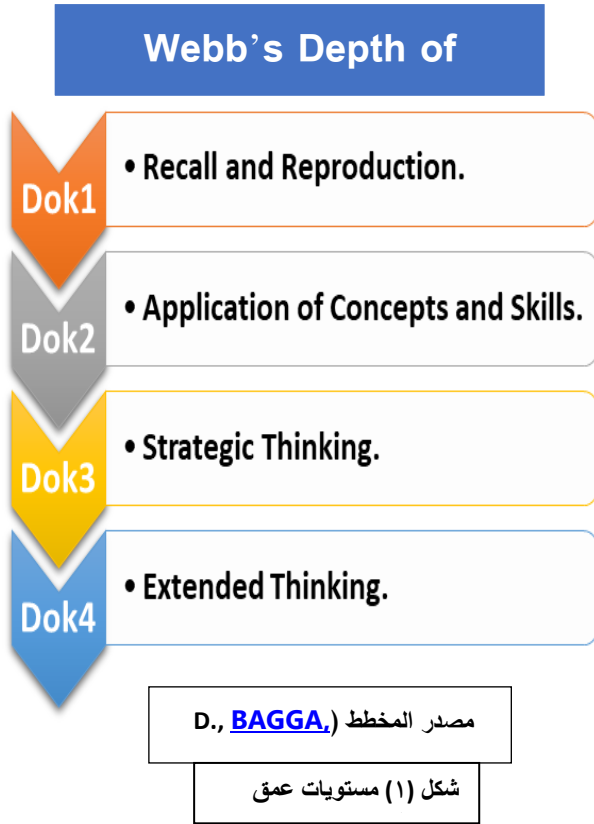 Webb’s Depth of
Dok1
• Recall and Reproduction.
Dok2
• Application of Concepts and Skills.
Dok3
• Strategic Thinking.
Dok4
• Extended Thinking.
مصدر المخطط (D., BAGGA,
شكل (١) مستويات عمق